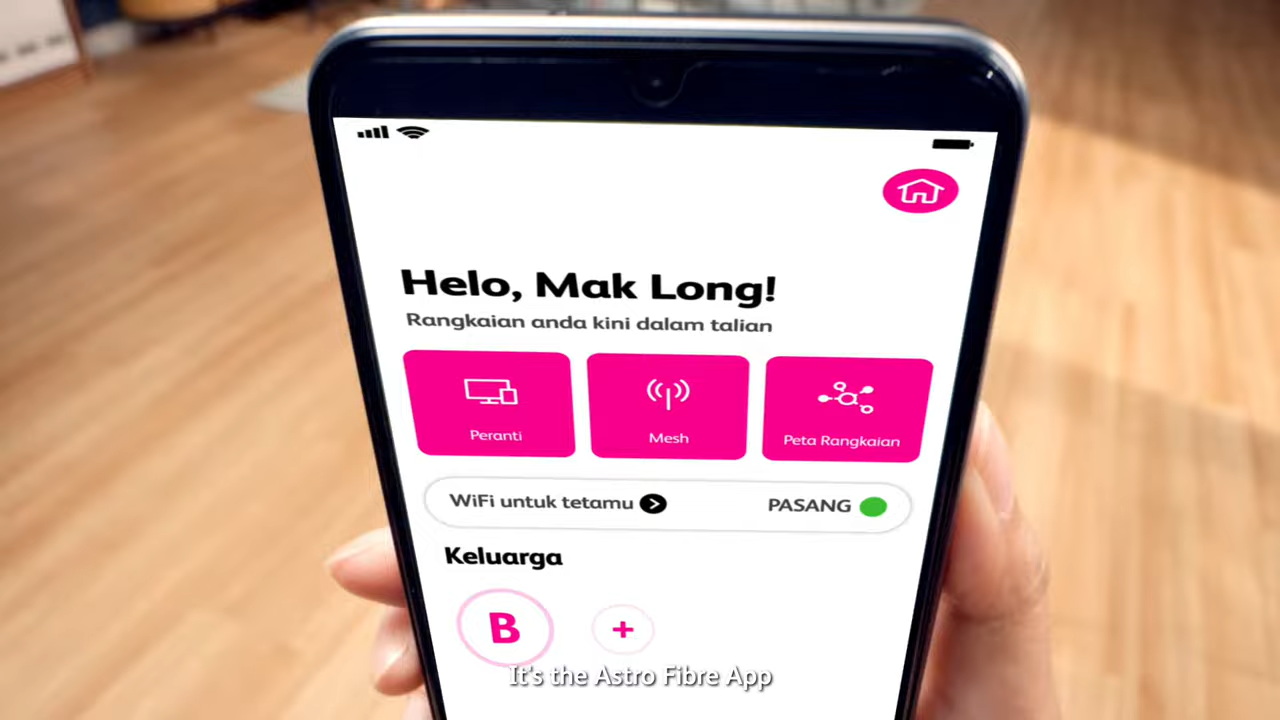 Helo, Mak Long!
Rangkaian anda kini dalam talian
Peranti
Mesh
Peta Rangkaian
WiFi untuk tetamu
PASANG
Keluarga
B
+
It's the Astro Fibre App